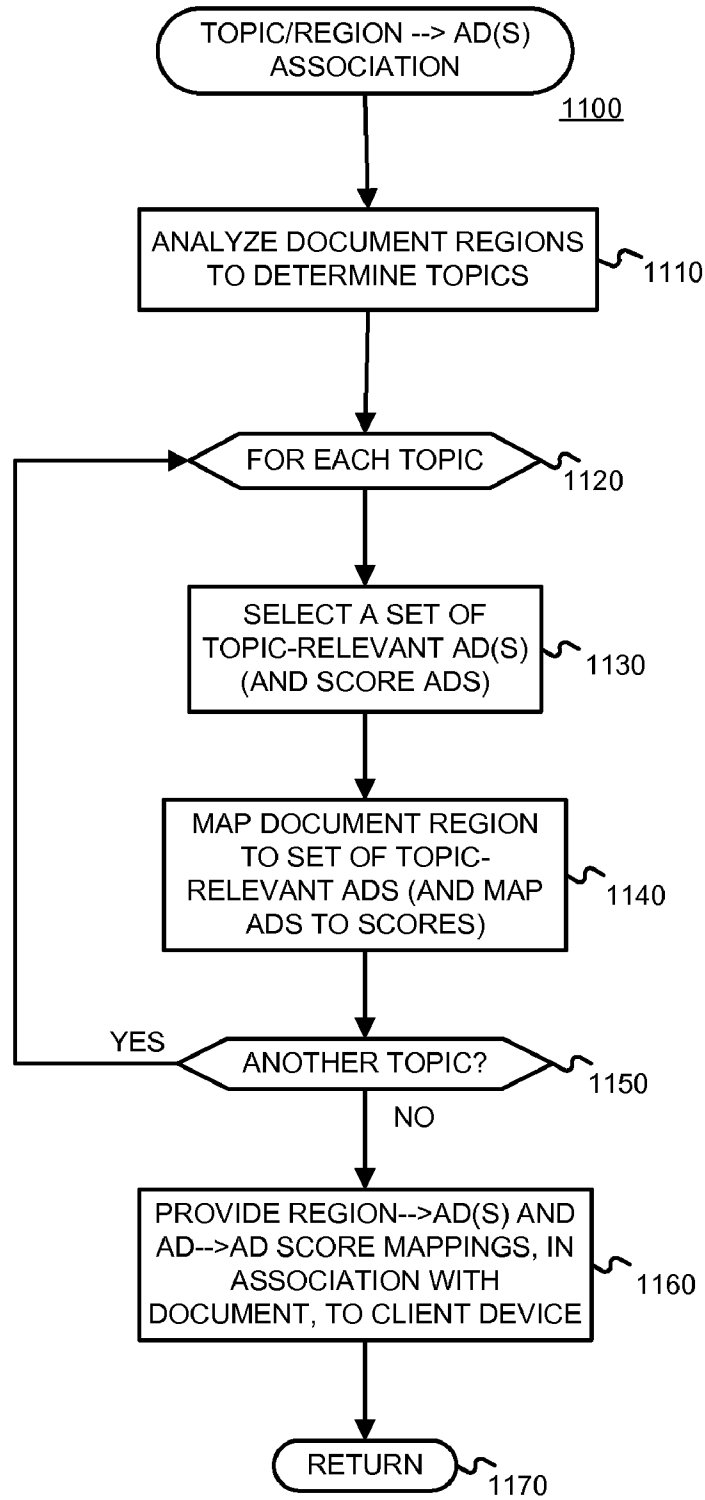 TOPIC/REGION --> AD(S)
ASSOCIATION
1100
ANALYZE DOCUMENT REGIONS
TO DETERMINE TOPICS
1110
FOR EACH TOPIC
1120
SELECT A SET OF
TOPIC-RELEVANT AD(S)
(AND SCORE ADS)
1130
MAP DOCUMENT REGION
TO SET OF TOPIC-
RELEVANT ADS (AND MAP
ADS TO SCORES)
1140
YES
ANOTHER TOPIC?
1150
NO
PROVIDE REGION-->AD(S) AND
AD-->AD SCORE MAPPINGS, IN
ASSOCIATION WITH
DOCUMENT, TO CLIENT DEVICE
1160
RETURN
1170